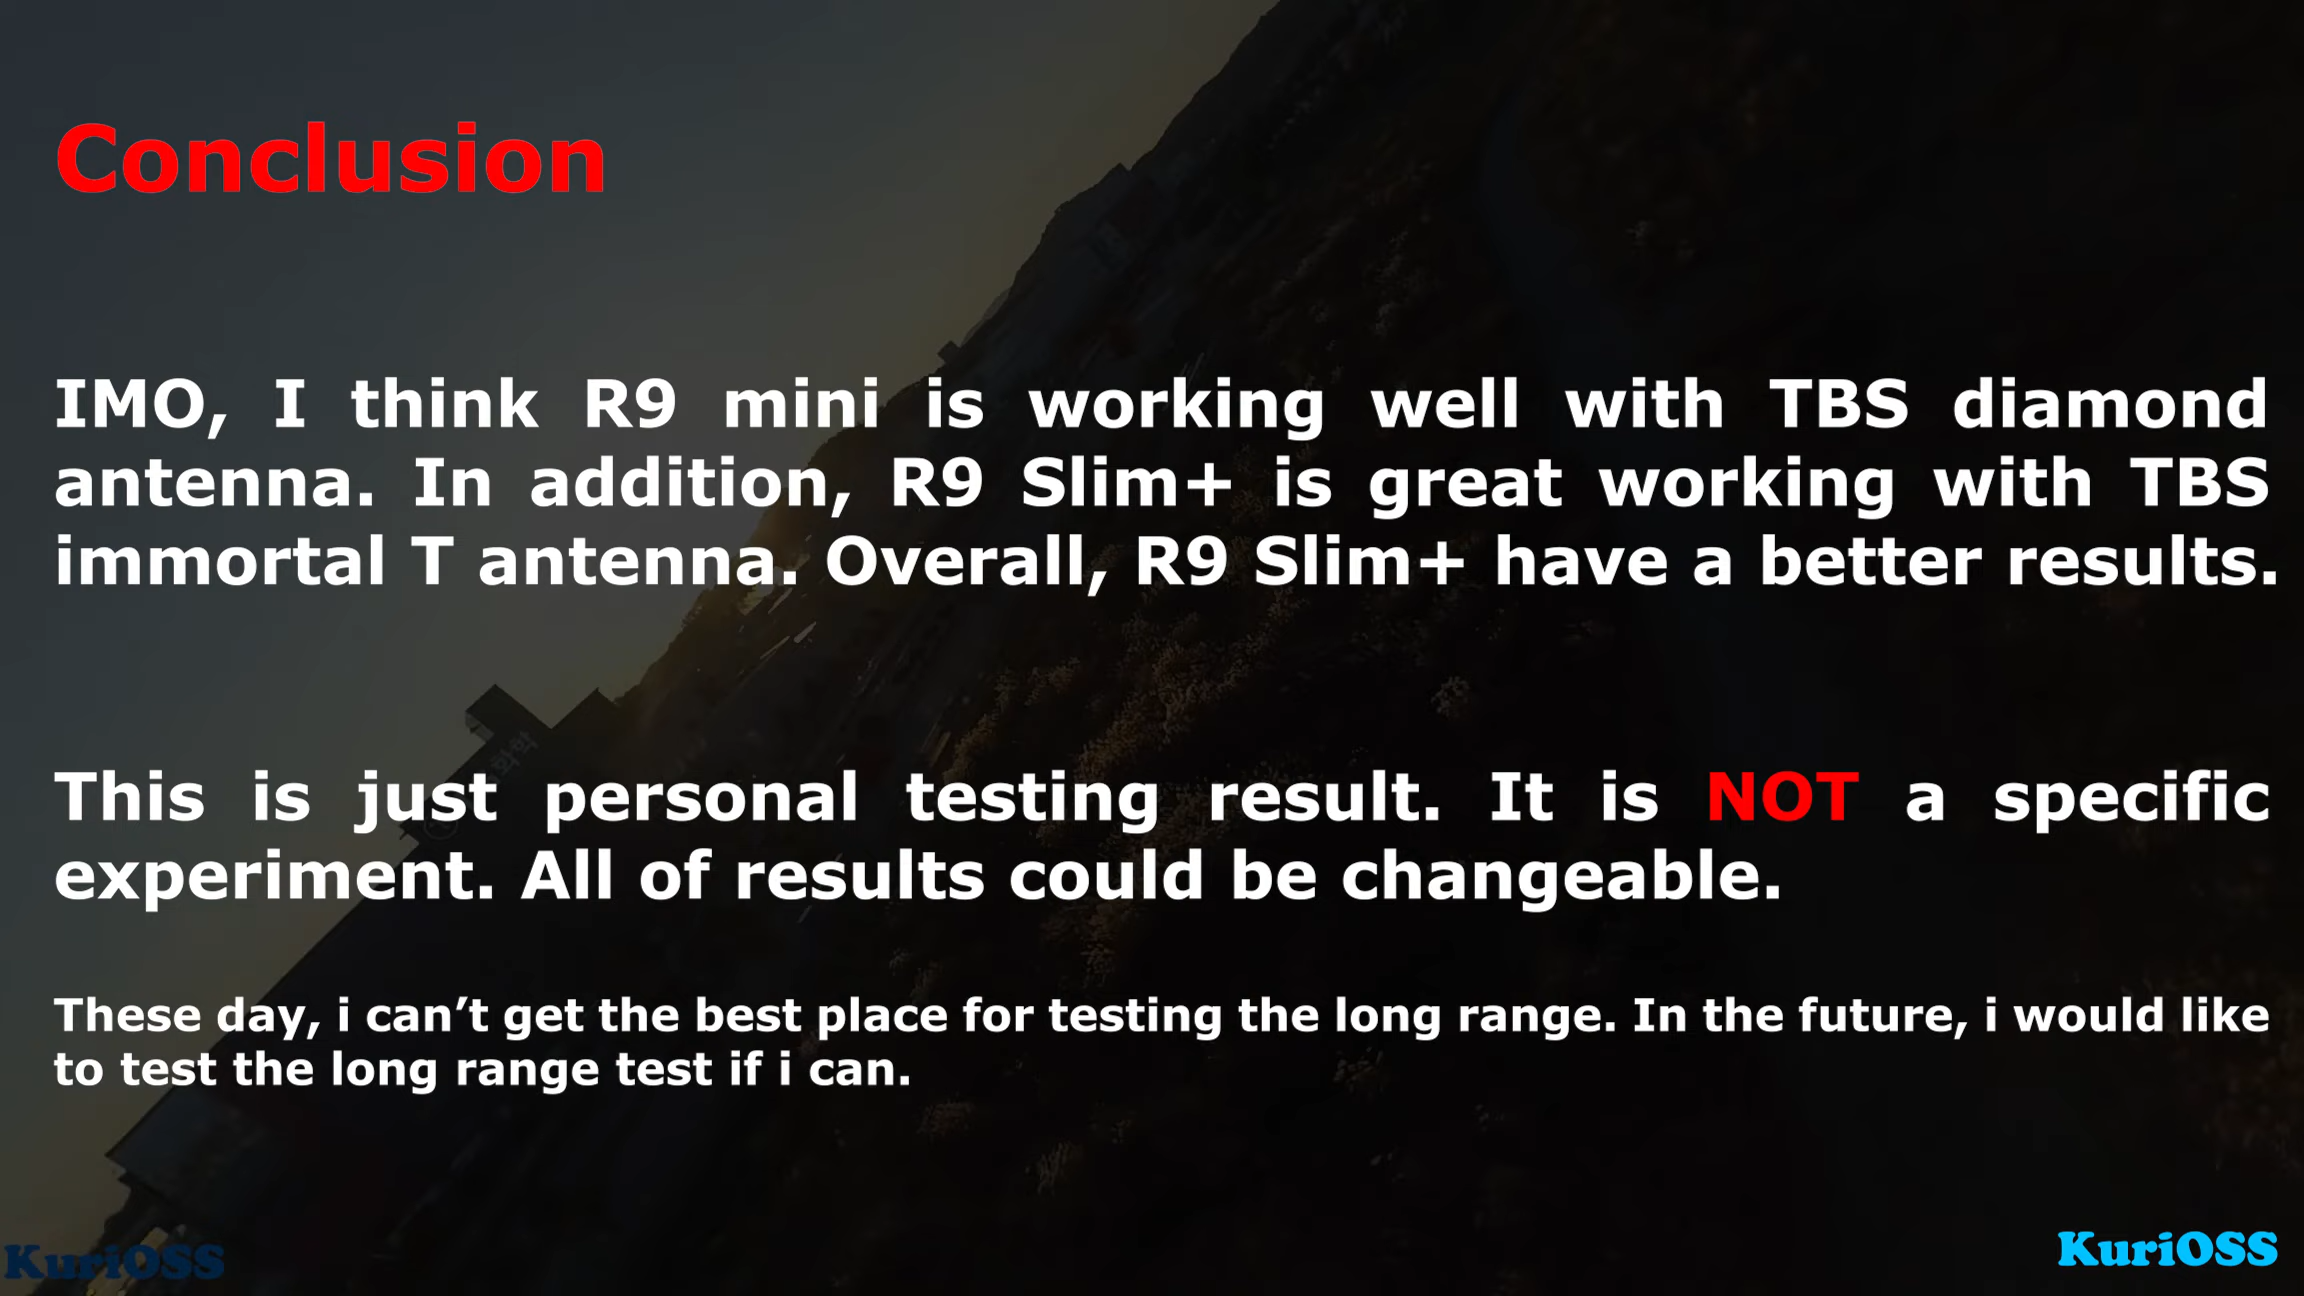 Conclusion
IMO, I think R9 mini is working well with TBS diamond
antenna. In addition, R9 Slim+ is great working with TBS
immortal T antenna. Overall, R9 Slim+ have a better results.
This is just personal testing result. It is NOT a specific
experiment. All of results could be changeable.
These day, i can’t get the best place for testing the long range. In the future, i would like
to test the long range test if i can.
KuriOSS
KuriOSS